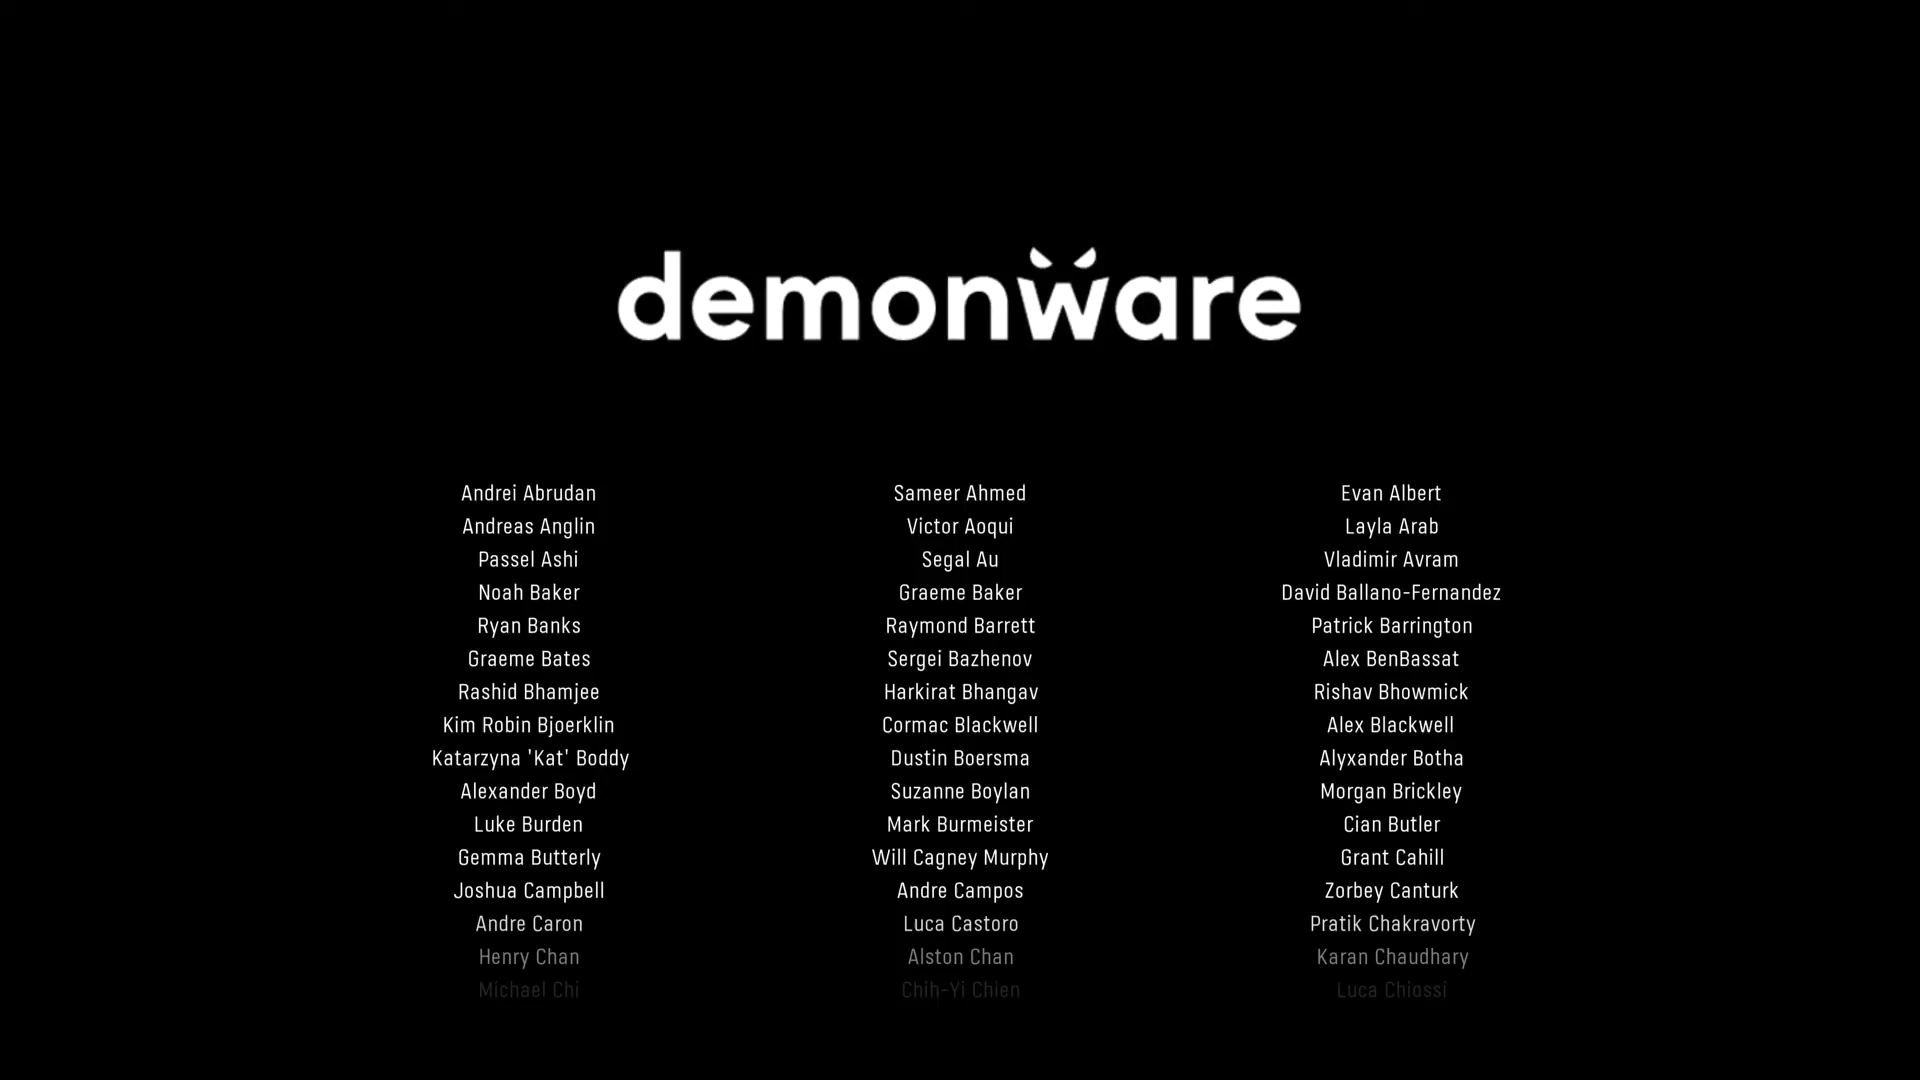 demonware
Andrei Abrudan Sameer Ahmed Evan Albert
Andreas Anglin Victor Aoqui Layla Arab
Passel Ashi Segal Au Vladimir Avram
Noah Baker Graeme Baker David Ballano-Fernandez
Ryan Banks Raymond Barrett Patrick Barrington
Graeme Bates Sergei Bazhenov Alex BenBassat
Rashid Bhamjee Harkirat Bhangav Rishav Bhowmick
Kim Robin Bjoerklin Cormac Blackwell Alex Blackwell
Katarzyna 'Kat' Boddy Dustin Boersma Alyxander Botha
Alexander Boyd Suzanne Boylan Morgan Brickley
Luke Burden Mark Burmeister Cian Butler
Gemma Butterly Will Cagney Murphy Grant Cahill
Joshua Campbell Andre Campos Zorbey Canturk
Andre Caron Luca Castoro Pratik Chakravorty
Henry Chan Alston Chan Karan Chaudhary
Michael Chi Chih-Yi Chien Luca Chiossi